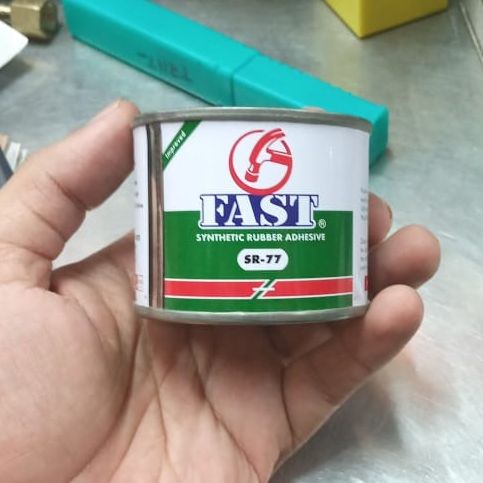 Improved
FAST®
SYNTHETIC RUBBER ADHESIVE
SR-77